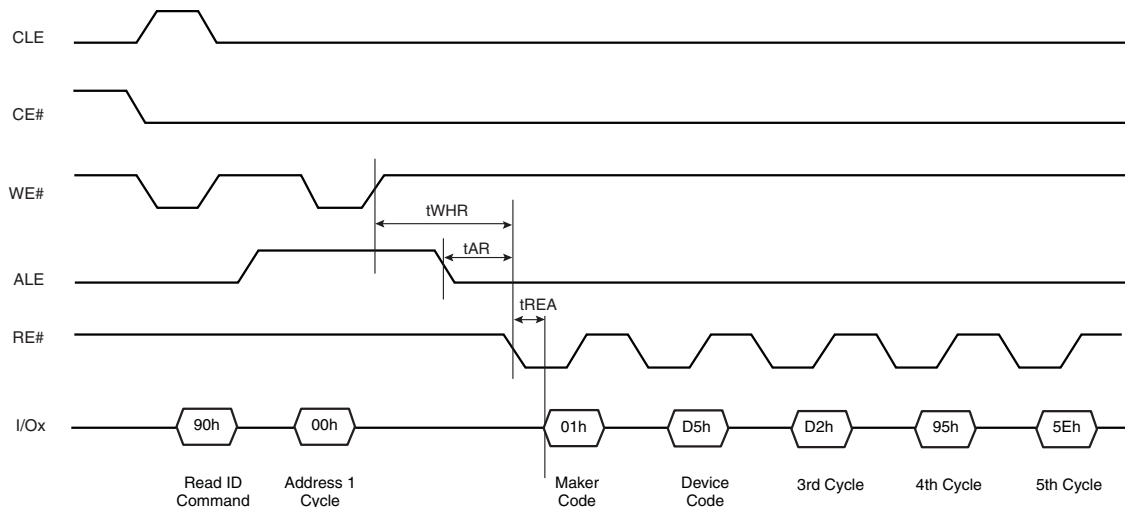 CLE
CE#
WE#
tWHR
tAR
ALE
tREA
RE#
I/Ox
90h
00h
01h
D5h
D2h
95h
5Eh
Read ID
Command
Address 1
Cycle
Maker
Code
Device
Code
3rd Cycle
4th Cycle
5th Cycle